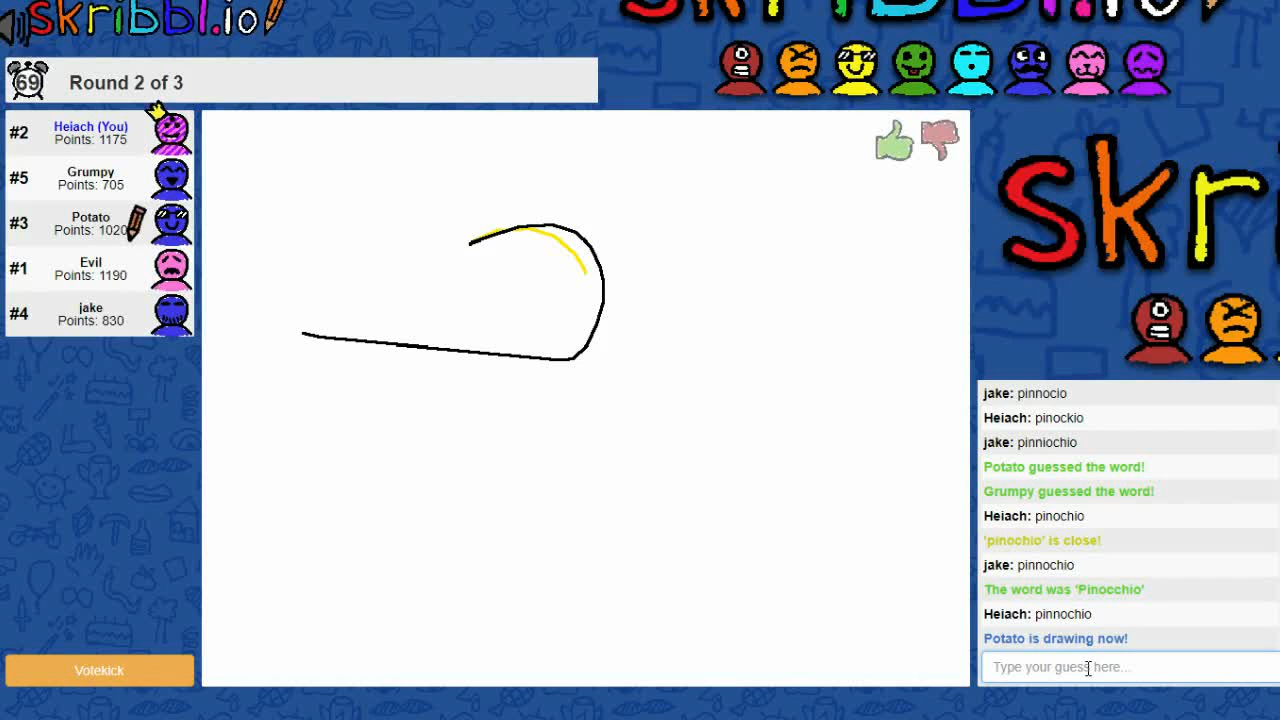 skribbl.io
skribbl.io
69
Round 2 of 3
#2
Heiach (You)
Points: 1175
#5
Grumpy
Points: 705
#3
Potato
Points: 1020
#1
Evil
Points: 1190
#4
jake
Points: 830
skr
jake: pinnocio
Heiach: pinockio
jake: pinniochio
Potato guessed the word!
Grumpy guessed the word!
Heiach: pinochio
'pinochio' is close!
jake: pinnochio
The word was 'Pinocchio'
Heiach: pinnochio
Potato is drawing now!
Type your guess here...
Votekick